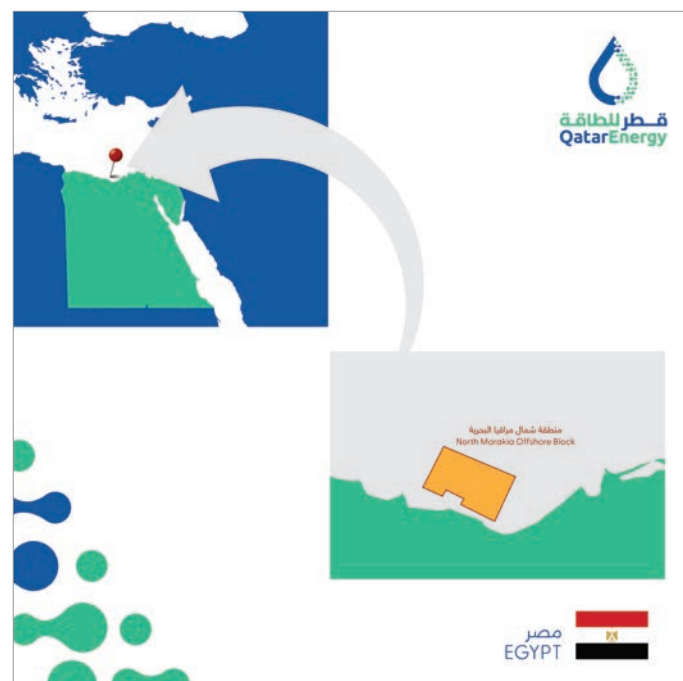 قطر للطاقة
QatarEnergy
منطقة شمال مراقيا البحرية
North Marakia Offshore Block
مصر
EGYPT